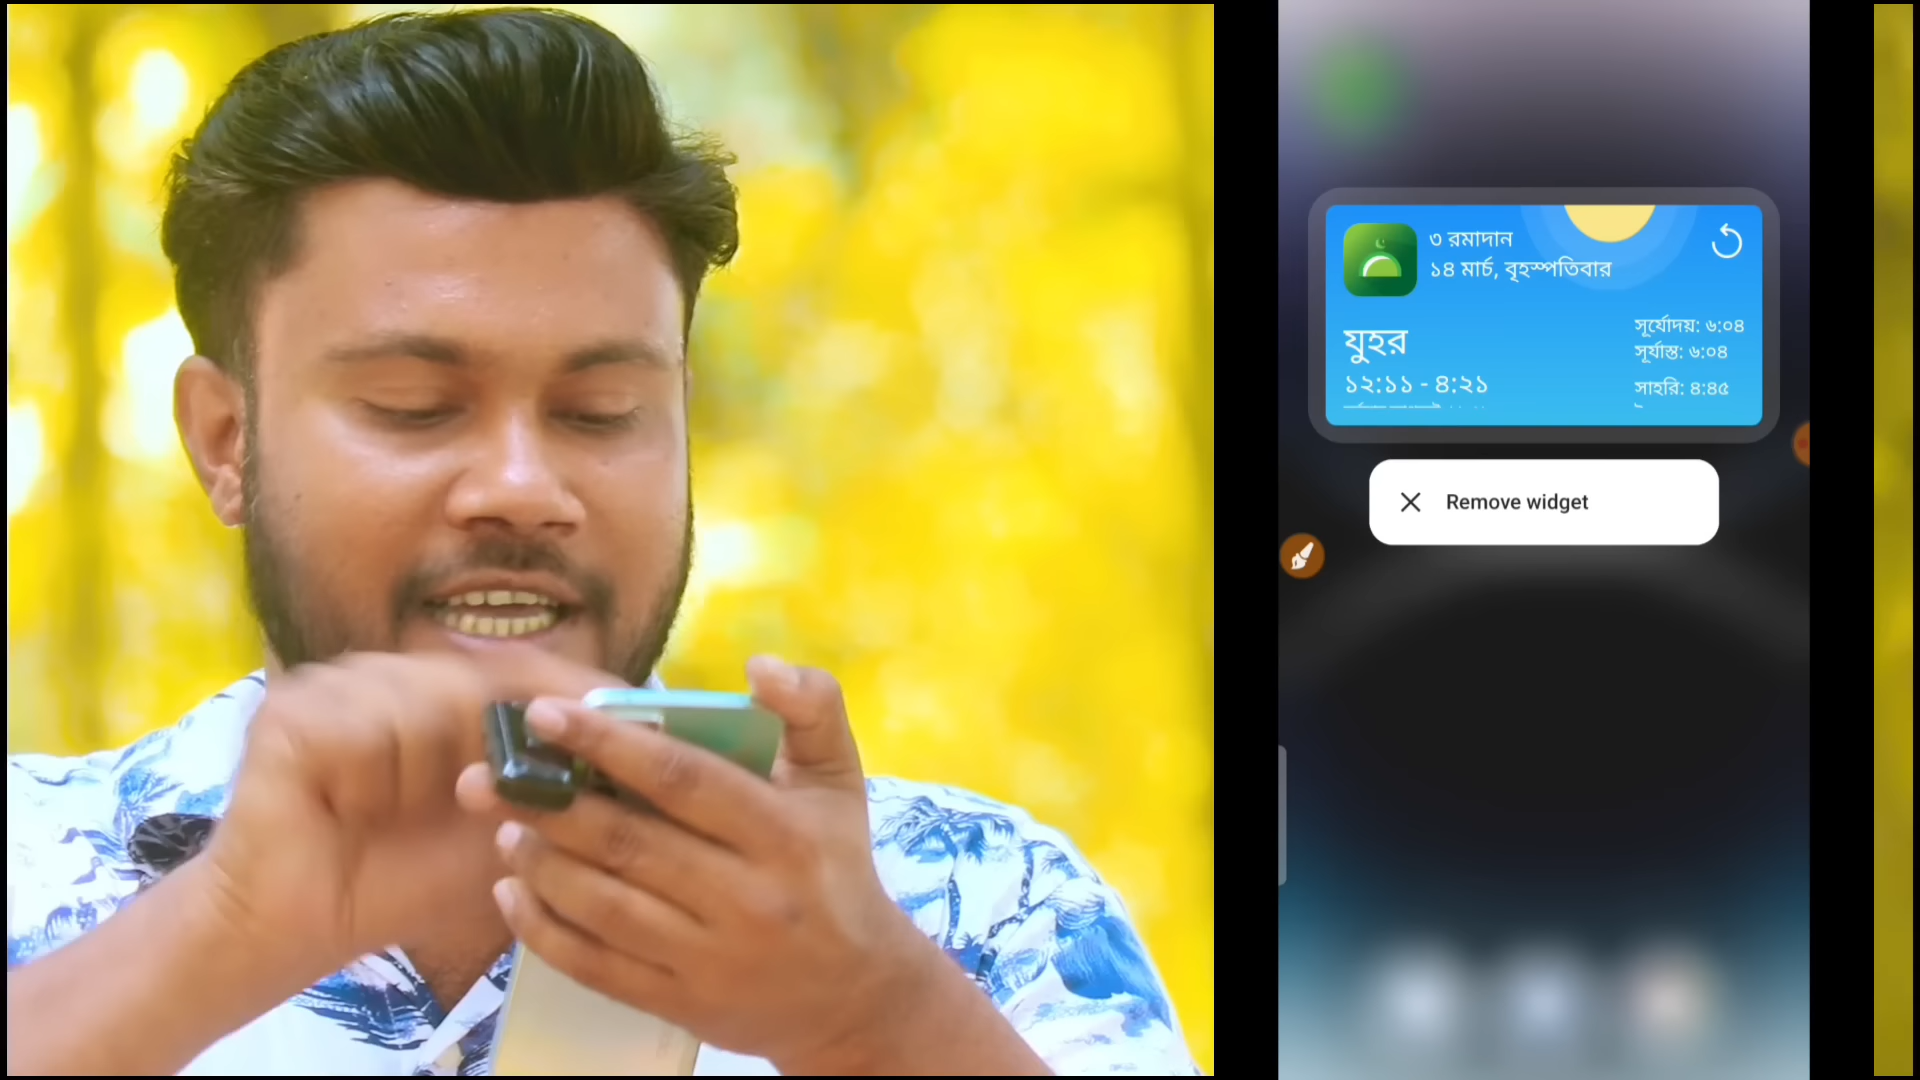 ৩ রমাদান
১৪ মার্চ, বৃহস্পতিবার
যুহর
১২:১১ - ৪:২১
সূর্যোদয়: ৬:০৪
সূর্যাস্ত: ৬:০৪
সাহরি: ৪:৪৫
Remove widget